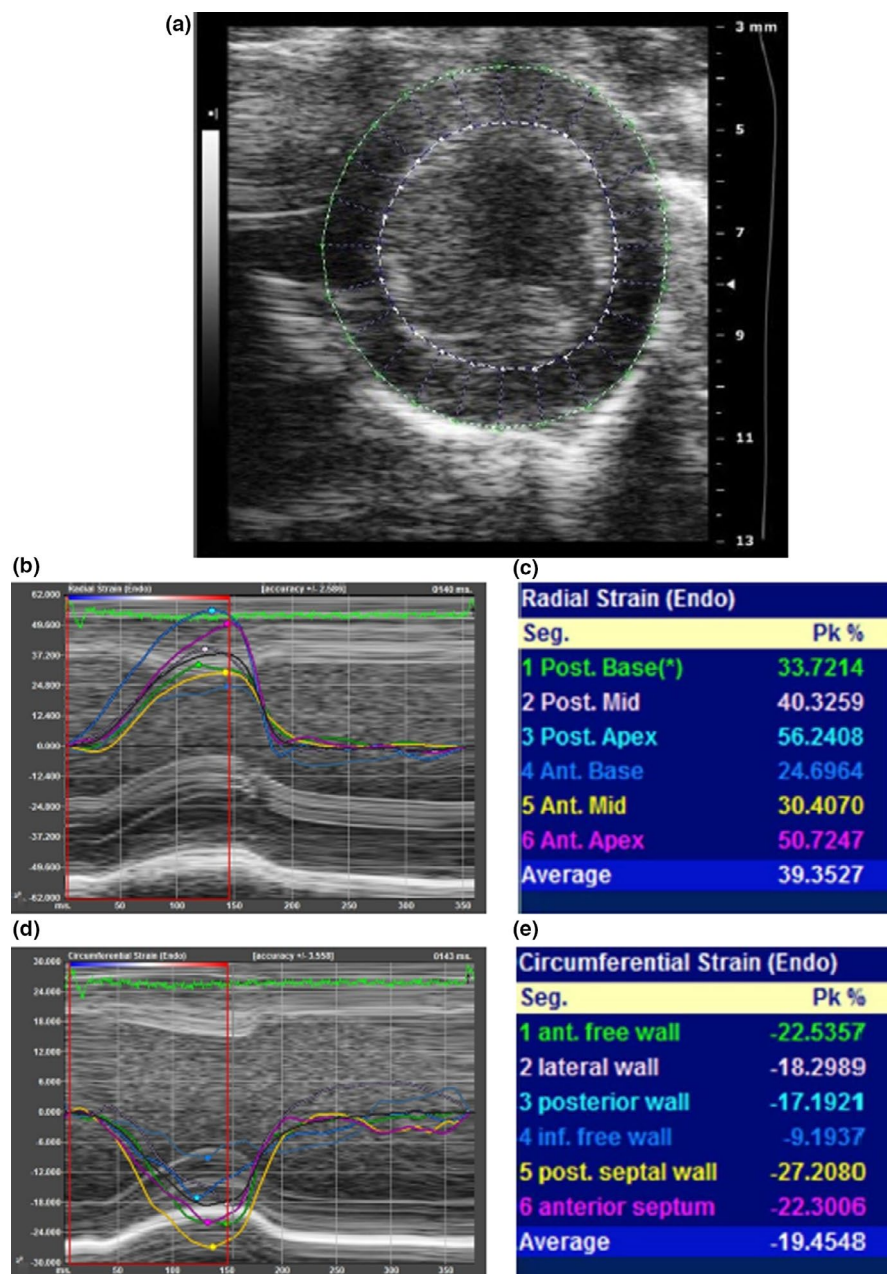 (a)
3 mm
5
7
9
11
13
(b)
Radial Strain (Endo) [accuracy +/- 2.586] 0140 ms.
62.000
49.600
37.200
24.800
12.400
0.000
-12.400
-24.800
-37.200
-49.600
-62.000
ms. 50 100 150 200 250 300 350
(c)
Radial Strain (Endo)
Seg. Pk %
1 Post. Base(*) 33.7214
2 Post. Mid 40.3259
3 Post. Apex 56.2408
4 Ant. Base 24.6964
5 Ant. Mid 30.4070
6 Ant. Apex 50.7247
Average 39.3527
(d)
Circumferential Strain (Endo) [accuracy +/- 3.558] 0143 ms.
30.000
24.000
18.000
12.000
6.000
0.000
-6.000
-12.000
-18.000
-24.000
-30.000
ms. 50 100 150 200 250 300 350
(e)
Circumferential Strain (Endo)
Seg. Pk %
1 ant. free wall -22.5357
2 lateral wall -18.2989
3 posterior wall -17.1921
4 inf. free wall -9.1937
5 post. septal wall -27.2080
6 anterior septum -22.3006
Average -19.4548